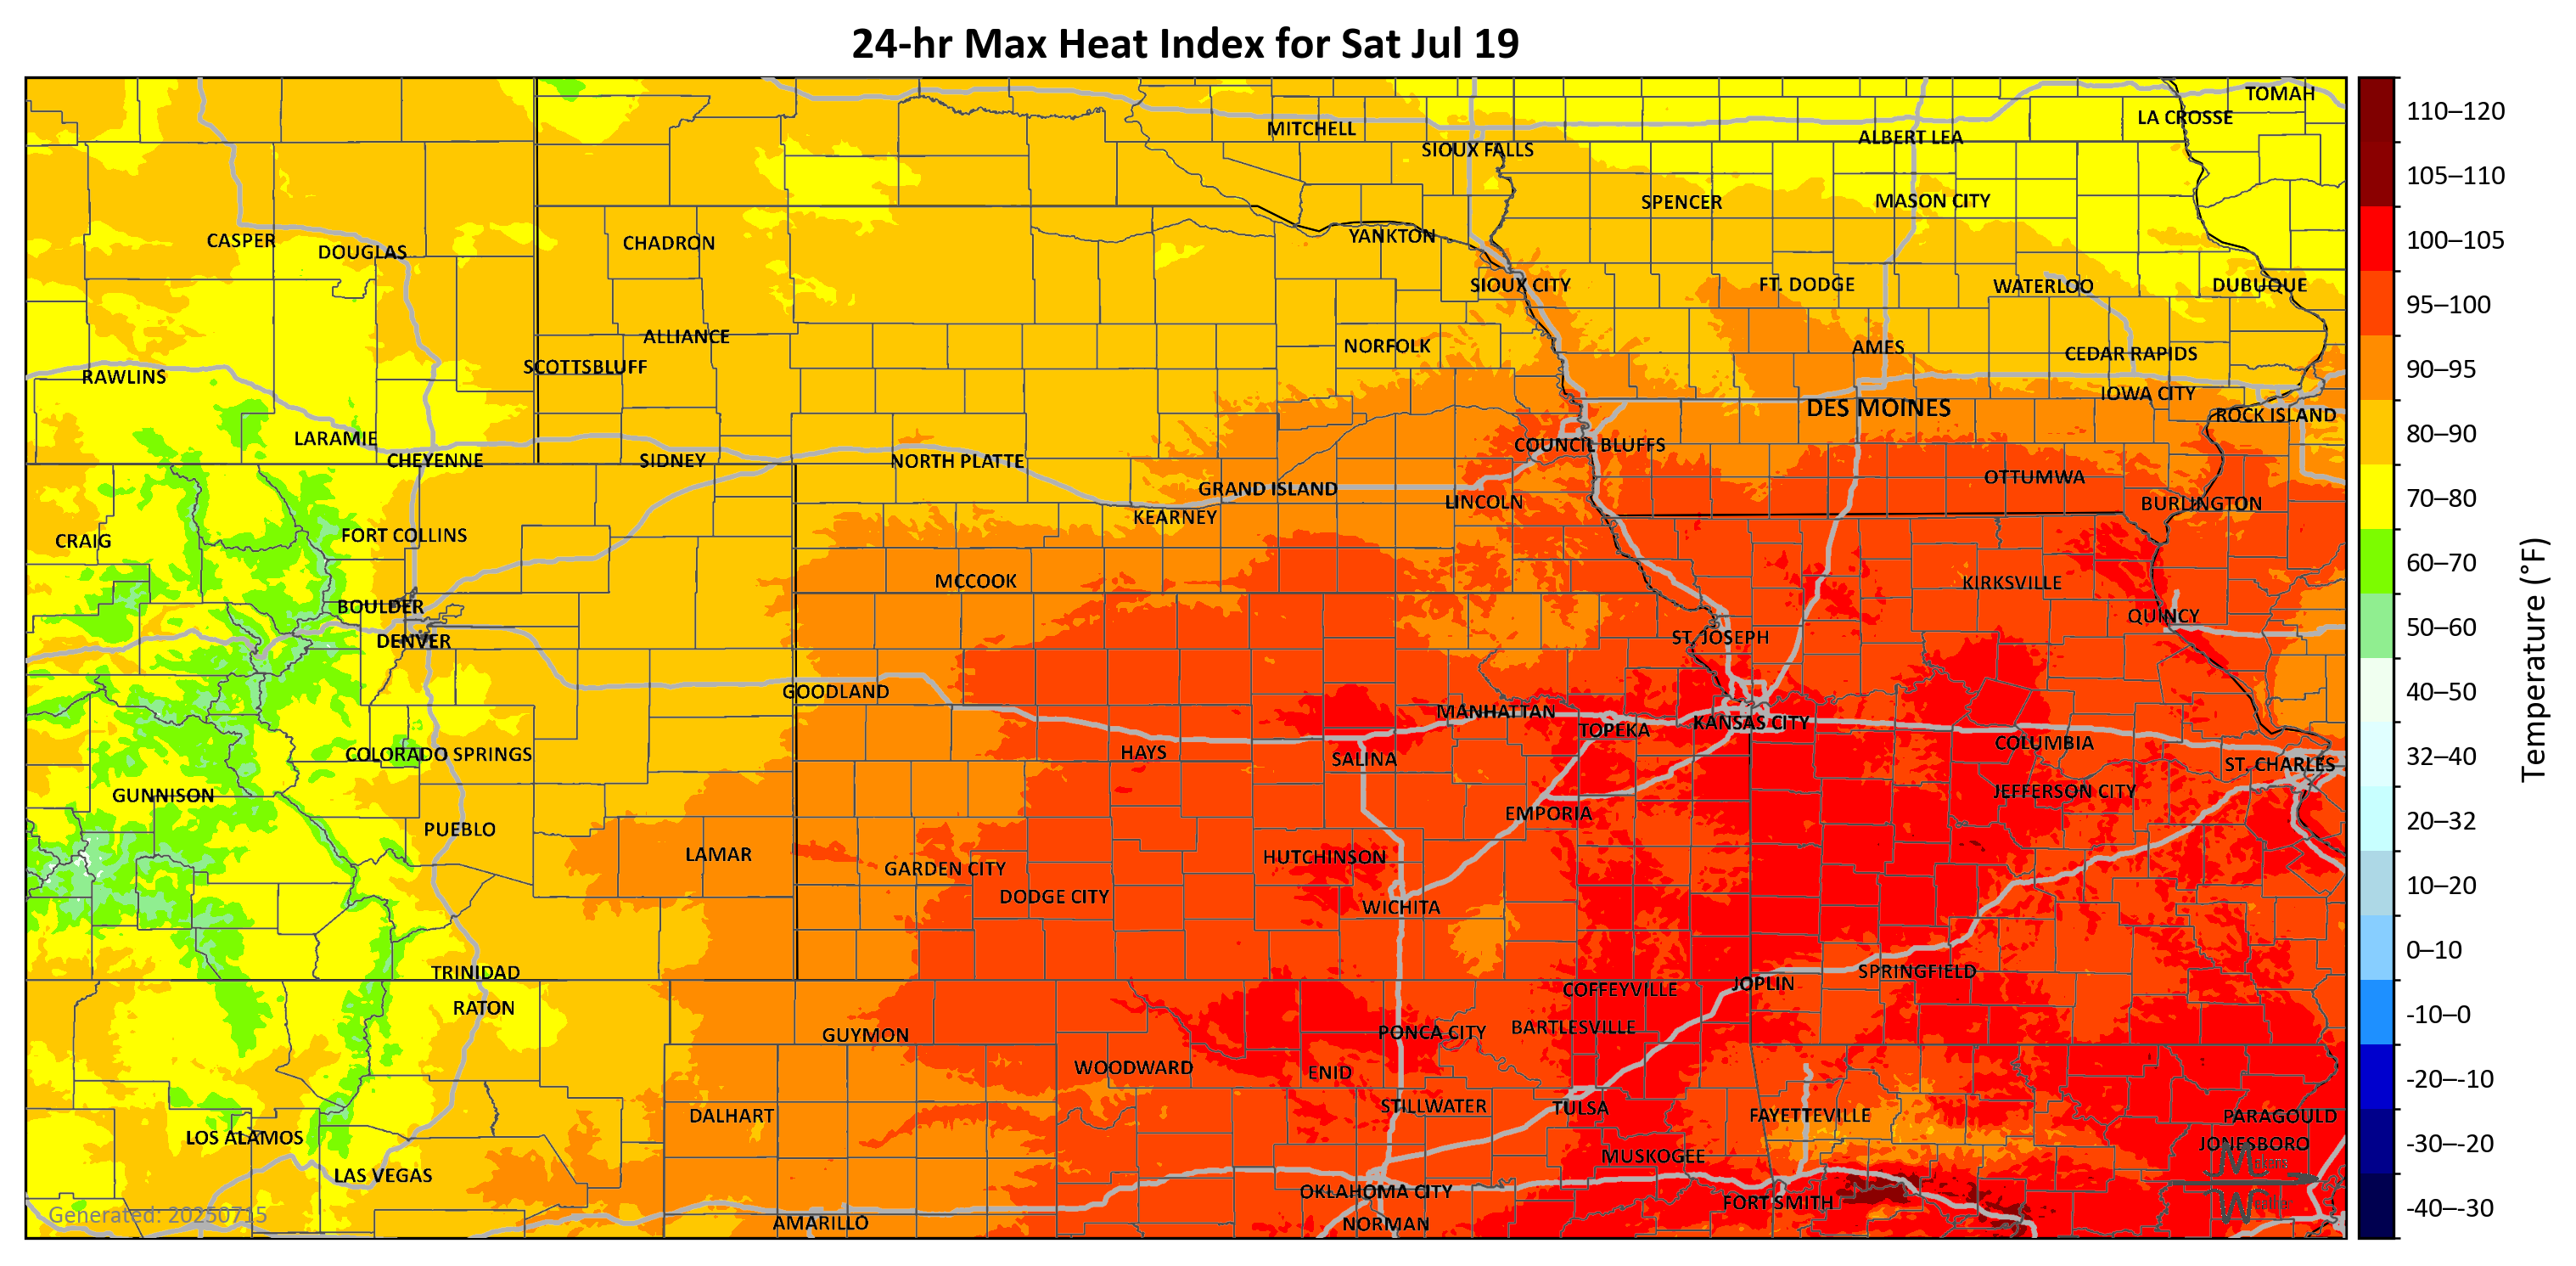 24-hr Max Heat Index for Sat Jul 19
TOMAH
LA CROSSE
MITCHELL
ALBERT LEA
SIOUX FALLS
SPENCER
MASON CITY
CASPER
DOUGLAS
CHADRON
YANKTON
SIOUX CITY
FT. DODGE
WATERLOO
DUBUQUE
ALLIANCE
NORFOLK
AMES
CEDAR RAPIDS
SCOTTSBLUFF
RAWLINS
IOWA CITY
DES MOINES
ROCK ISLAND
LARAMIE
COUNCIL BLUFFS
CHEYENNE
SIDNEY
NORTH PLATTE
OTTUMWA
GRAND ISLAND
LINCOLN
BURLINGTON
KEARNEY
CRAIG
FORT COLLINS
MCCOOK
KIRKSVILLE
BOULDER
QUINCY
DENVER
ST. JOSEPH
GOODLAND
MANHATTAN
TOPEKA
KANSAS CITY
COLUMBIA
COLORADO SPRINGS
HAYS
SALINA
ST. CHARLES
GUNNISON
JEFFERSON CITY
EMPORIA
PUEBLO
LAMAR
HUTCHINSON
GARDEN CITY
DODGE CITY
WICHITA
TRINIDAD
SPRINGFIELD
JOPLIN
COFFEYVILLE
RATON
GUYMON
PONCA CITY
BARTLESVILLE
WOODWARD
ENID
STILLWATER
TULSA
DALHART
FAYETTEVILLE
PARAGOULD
LOS ALAMOS
JONESBORO
MUSKOGEE
LAS VEGAS
OKLAHOMA CITY
FORT SMITH
AMARILLO
NORMAN
Generated: 20250715
110–120
105–110
100–105
95–100
90–95
80–90
70–80
60–70
50–60
40–50
32–40
20–32
10–20
0–10
-10–0
-20–-10
-30–-20
-40–-30
Temperature (°F)